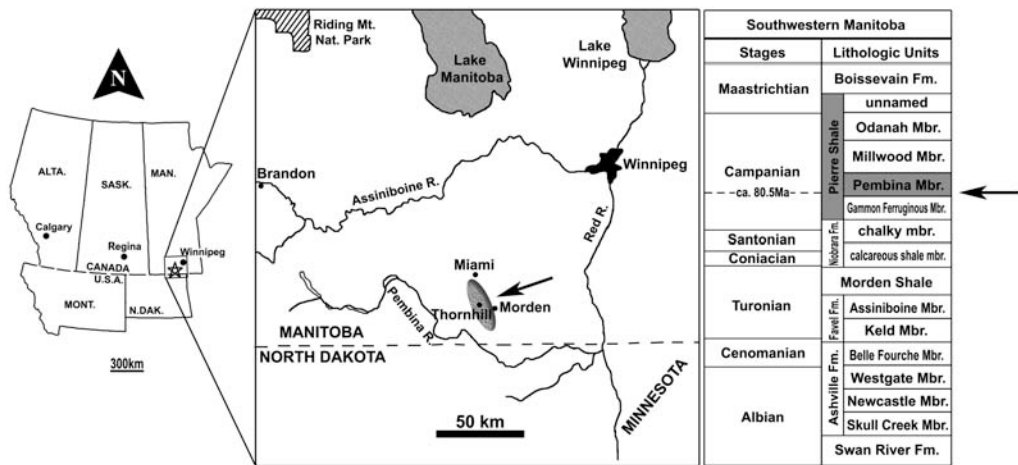 N
ALTA.
SASK.
MAN.
Calgary
Regina
Winnipeg
CANADA
U.S.A.
MONT.
N.DAK.
300km
Riding Mt.
Nat. Park
Lake
Manitoba
Lake
Winnipeg
Brandon
Assiniboine R.
Winnipeg
Red R.
Miami
Thornhill
Morden
Pembina R.
MANITOBA
NORTH DAKOTA
MINNESOTA
50 km
Southwestern Manitoba
Stages Lithologic Units
Maastrichtian
Campanian
ca. 80.5Ma
Santonian
Coniacian
Turonian
Cenomanian
Albian
Boissevain Fm.
Pierre Shale
unnamed
Odanah Mbr.
Millwood Mbr.
Pembina Mbr.
Gammon Ferruginous Mbr.
Niobrara Fm.
chalky mbr.
calcareous shale mbr.
Morden Shale
Favel Fm.
Assiniboine Mbr.
Keld Mbr.
Ashville Fm.
Belle Fourche Mbr.
Westgate Mbr.
Newcastle Mbr.
Skull Creek Mbr.
Swan River Fm.